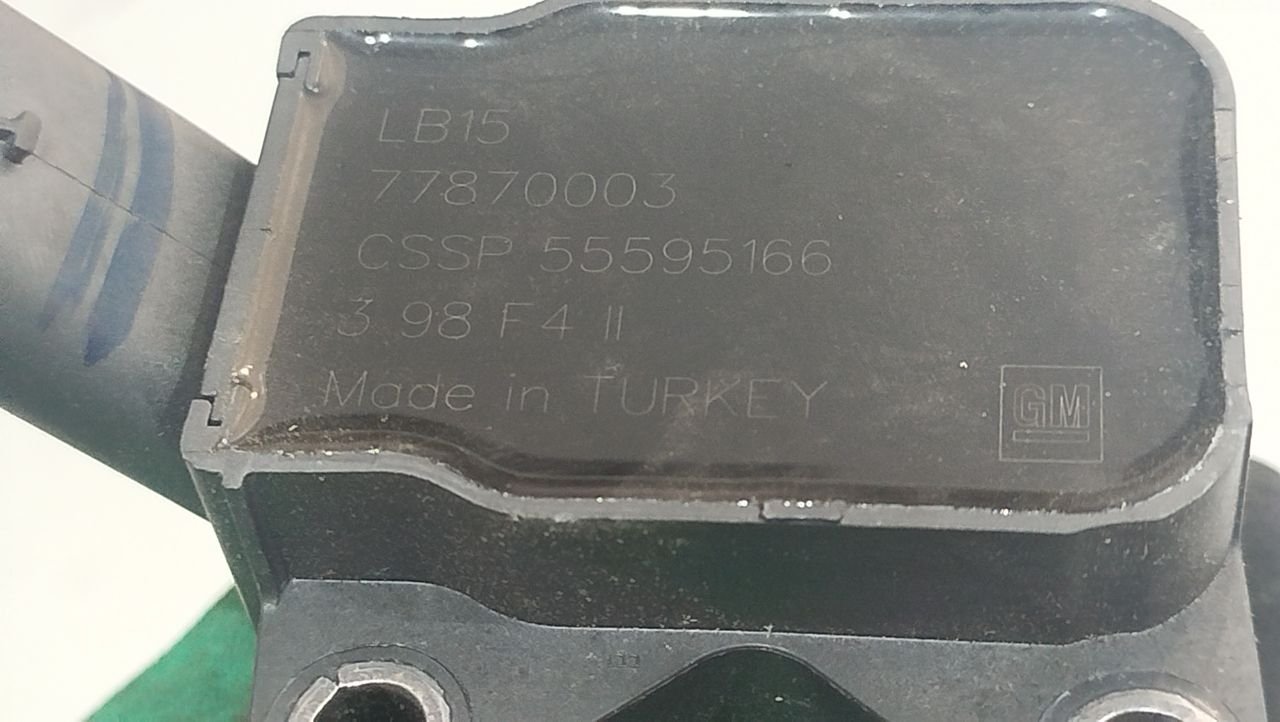 LB15
77870003
CSSP 55595166
3 98 F4 II
Made in TURKEY
GM